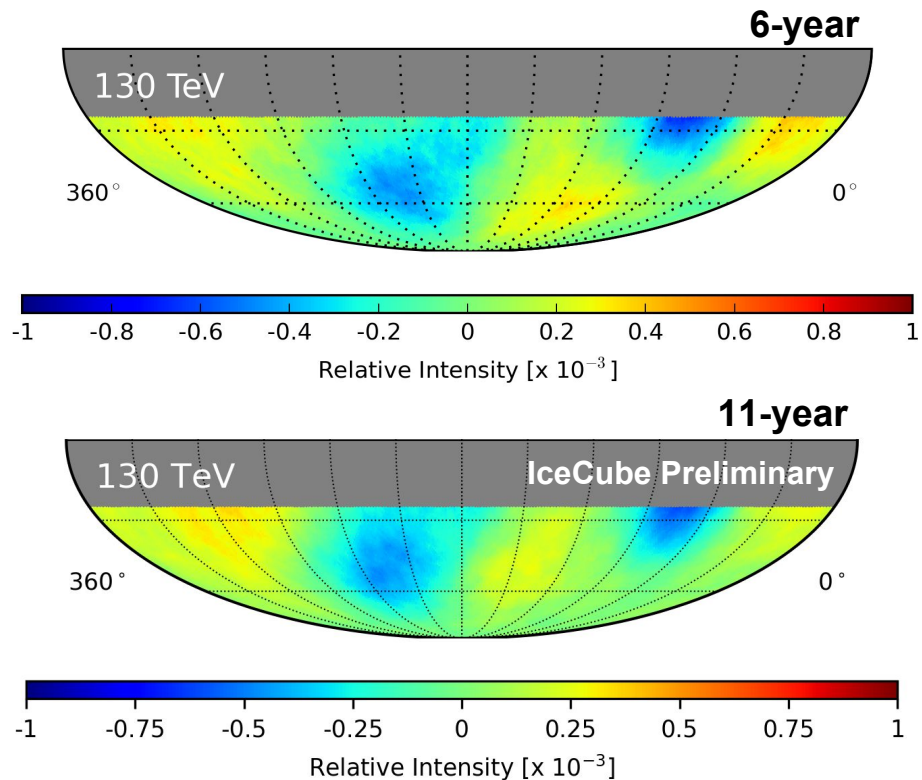 6-year
130 TeV
360° 0°
-1 -0.8 -0.6 -0.4 -0.2 0 0.2 0.4 0.6 0.8 1
Relative Intensity [x 10⁻³]
11-year
130 TeV IceCube Preliminary
360° 0°
-1 -0.75 -0.5 -0.25 0 0.25 0.5 0.75 1
Relative Intensity [x 10⁻³]